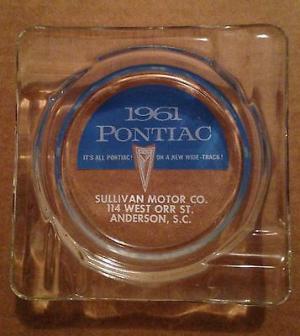 1961
PONTIAC
IT'S ALL PONTIAC! ON A NEW WIDE-TRACK!
SULLIVAN MOTOR CO.
114 WEST ORR ST.
ANDERSON, S.C.